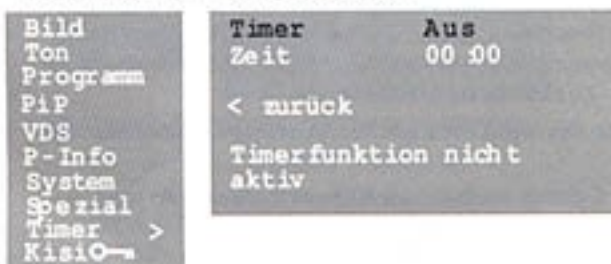 Bild
Ton
Programm
PiP
VDS
P-Info
System
Spezial
Timer >
Kisi
Timer Aus
Zeit 00:00
< zurück
Timerfunktion nicht
aktiv